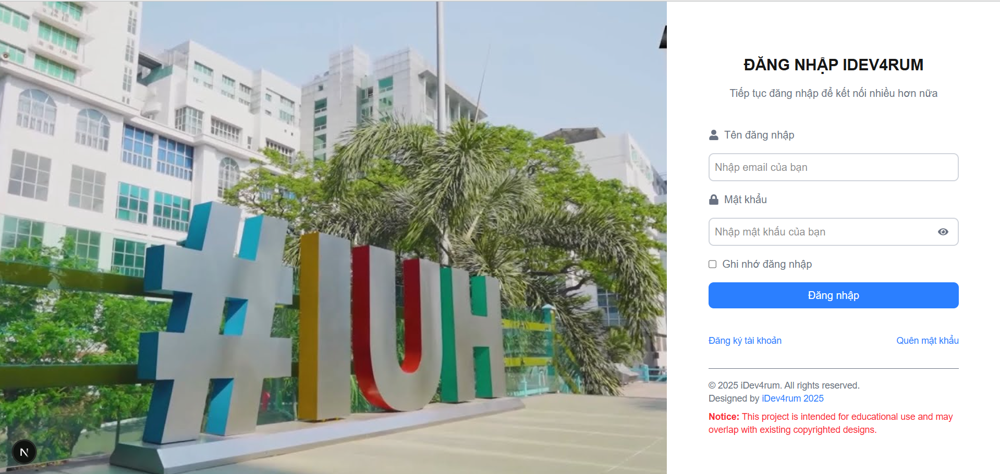 #IUH
N
ĐĂNG NHẬP IDEV4RUM
Tiếp tục đăng nhập để kết nối nhiều hơn nữa
Tên đăng nhập
Nhập email của bạn
Mật khẩu
Nhập mật khẩu của bạn
Ghi nhớ đăng nhập
Đăng nhập
Đăng ký tài khoản
Quên mật khẩu
© 2025 iDev4rum. All rights reserved.
Designed by iDev4rum 2025
Notice: This project is intended for educational use and may
overlap with existing copyrighted designs.